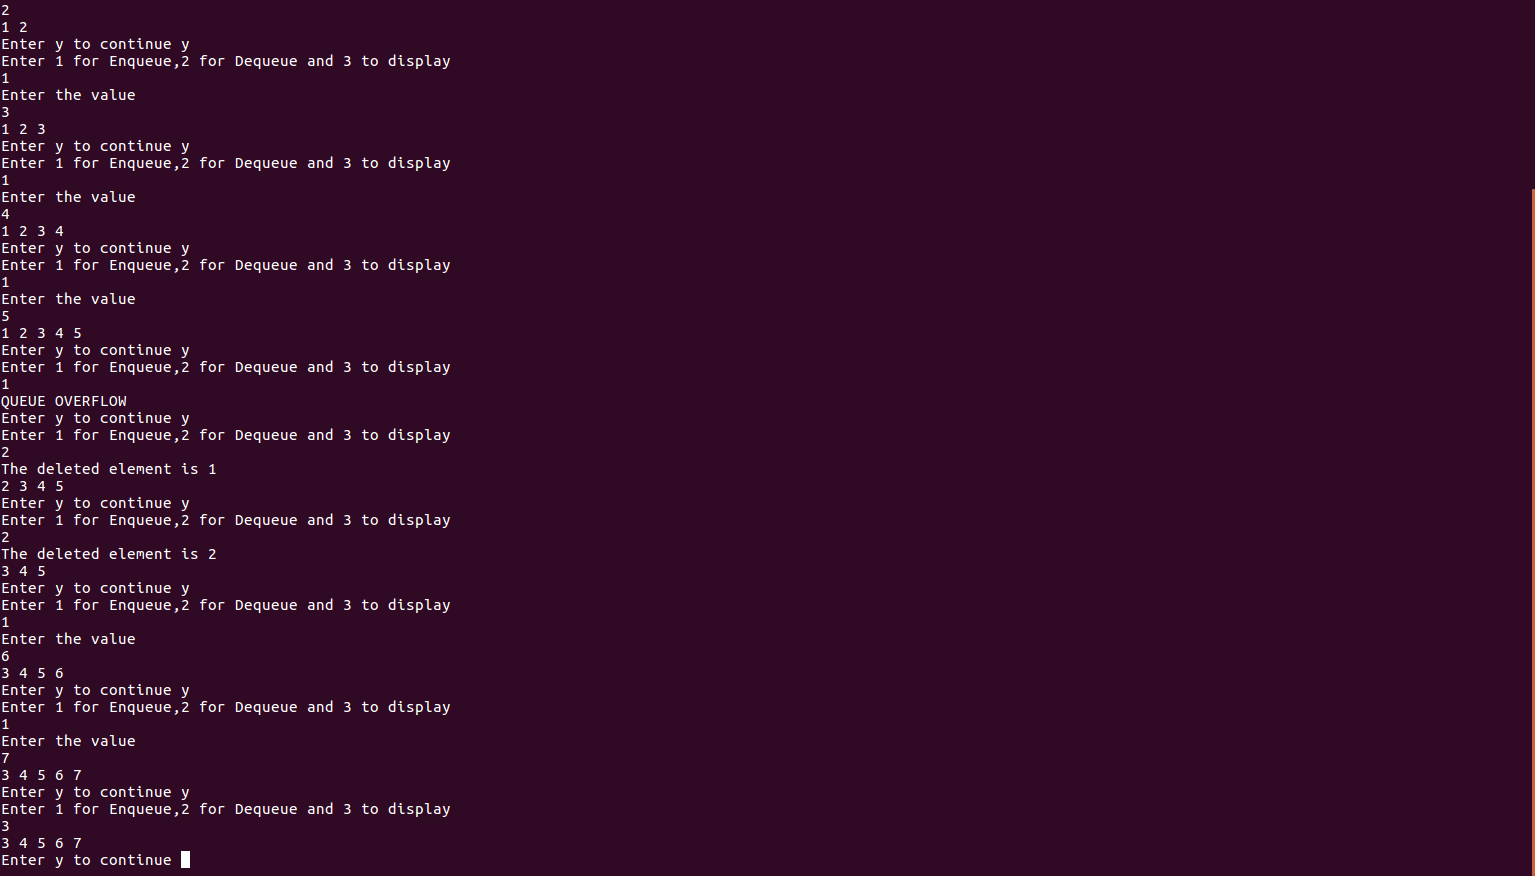 2
1 2
Enter y to continue y
Enter 1 for Enqueue,2 for Dequeue and 3 to display
1
Enter the value
3
1 2 3
Enter y to continue y
Enter 1 for Enqueue,2 for Dequeue and 3 to display
1
Enter the value
4
1 2 3 4
Enter y to continue y
Enter 1 for Enqueue,2 for Dequeue and 3 to display
1
Enter the value
5
1 2 3 4 5
Enter y to continue y
Enter 1 for Enqueue,2 for Dequeue and 3 to display
1
QUEUE OVERFLOW
Enter y to continue y
Enter 1 for Enqueue,2 for Dequeue and 3 to display
2
The deleted element is 1
2 3 4 5
Enter y to continue y
Enter 1 for Enqueue,2 for Dequeue and 3 to display
2
The deleted element is 2
3 4 5
Enter y to continue y
Enter 1 for Enqueue,2 for Dequeue and 3 to display
1
Enter the value
6
3 4 5 6
Enter y to continue y
Enter 1 for Enqueue,2 for Dequeue and 3 to display
1
Enter the value
7
3 4 5 6 7
Enter y to continue y
Enter 1 for Enqueue,2 for Dequeue and 3 to display
3
3 4 5 6 7
Enter y to continue